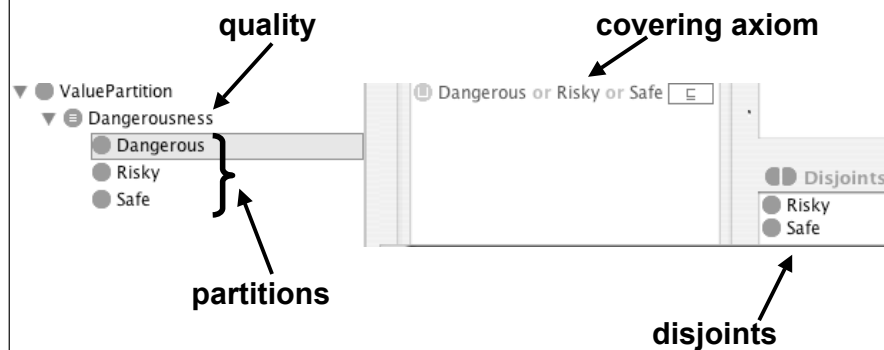 quality
covering axiom
ValuePartition
Dangerous or Risky or Safe ⊑
Dangerousness
Dangerous
Risky
Safe
Disjoints
Risky
Safe
partitions
disjoints